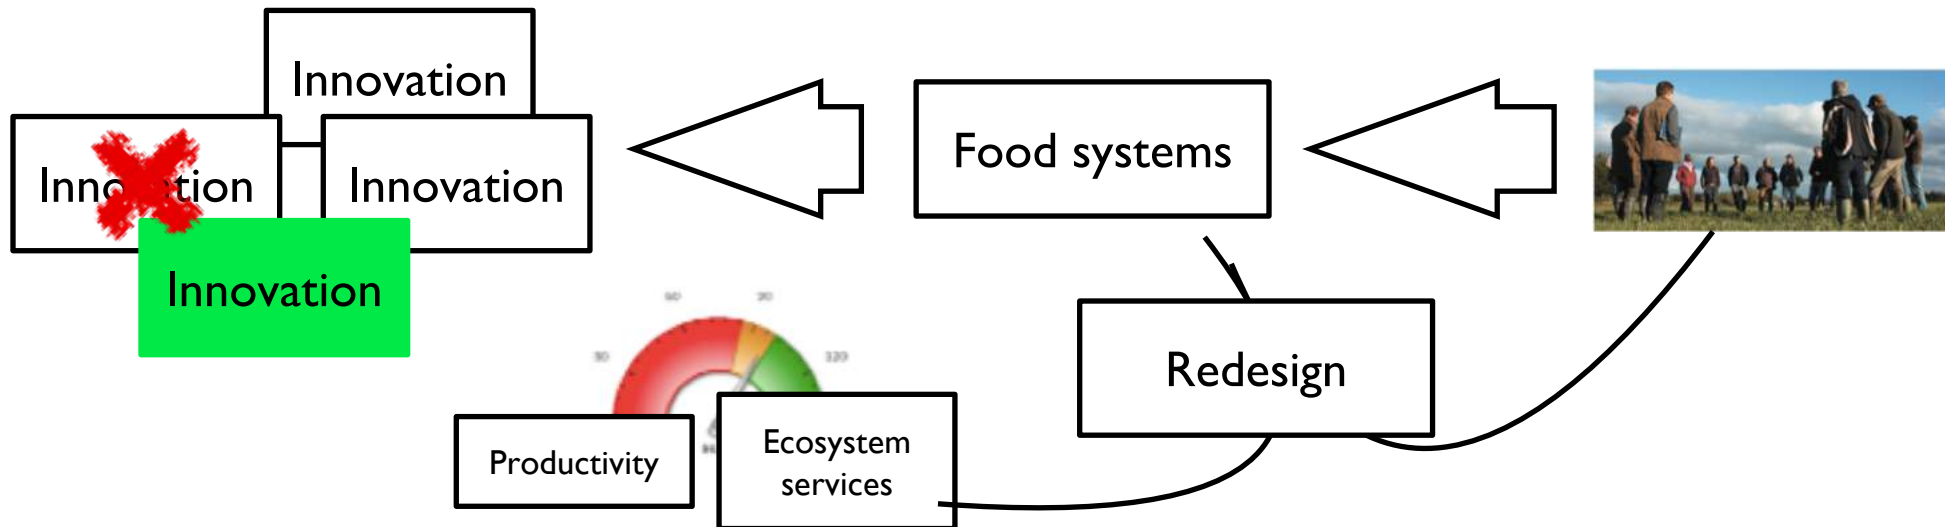 Innovation
Innovation
Innovation
Food systems
Innovation
Redesign
Productivity
Ecosystem
services